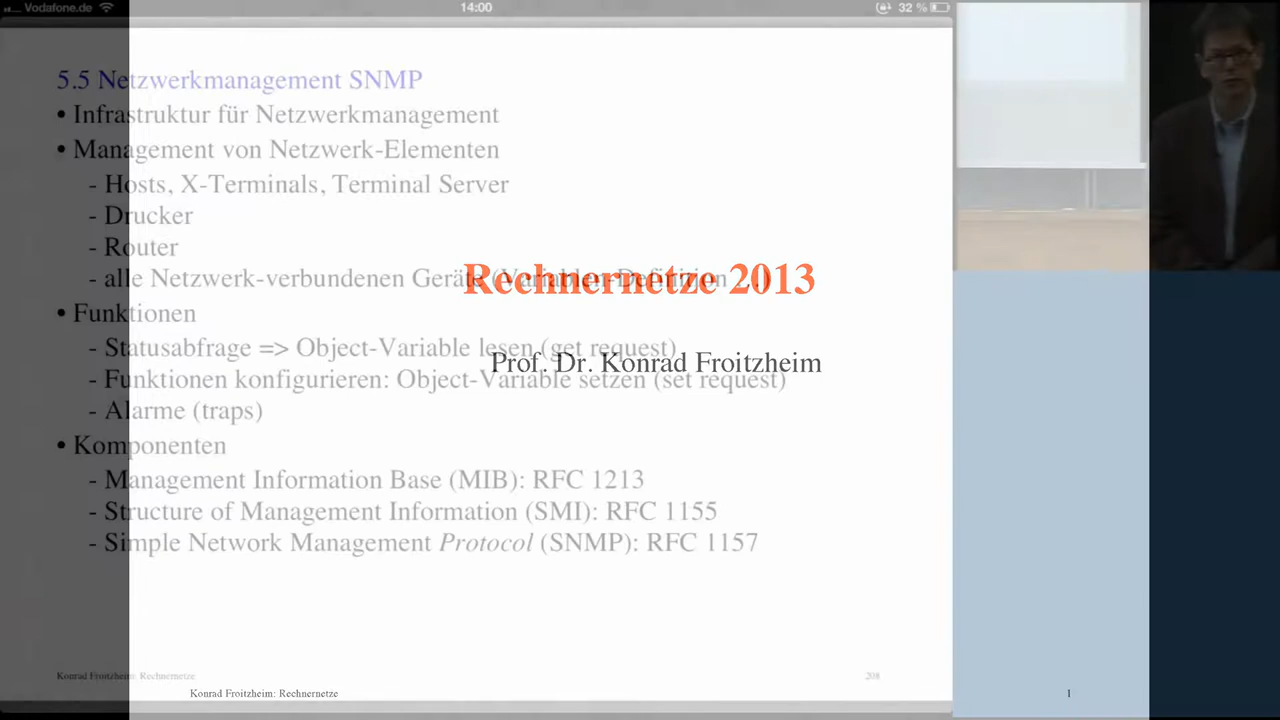 Vodafone.de 14:00 32 %
5.5 Netzwerkmanagement SNMP
• Infrastruktur für Netzwerkmanagement
• Management von Netzwerk-Elementen
- Hosts, X-Terminals, Terminal Server
- Drucker
- Router
- alle Netzwerk-verbundenen Geräte (Variablen-Definition
Rechnernetze 2013
• Funktionen
- Statusabfrage => Object-Variable lesen (get request)
Prof. Dr. Konrad Froitzheim
- Funktionen konfigurieren: Object-Variable setzen (set request)
- Alarme (traps)
• Komponenten
- Management Information Base (MIB): RFC 1213
- Structure of Management Information (SMI): RFC 1155
- Simple Network Management Protocol (SNMP): RFC 1157
Konrad Froitzheim: Rechnernetze 208
Konrad Froitzheim: Rechnernetze 1